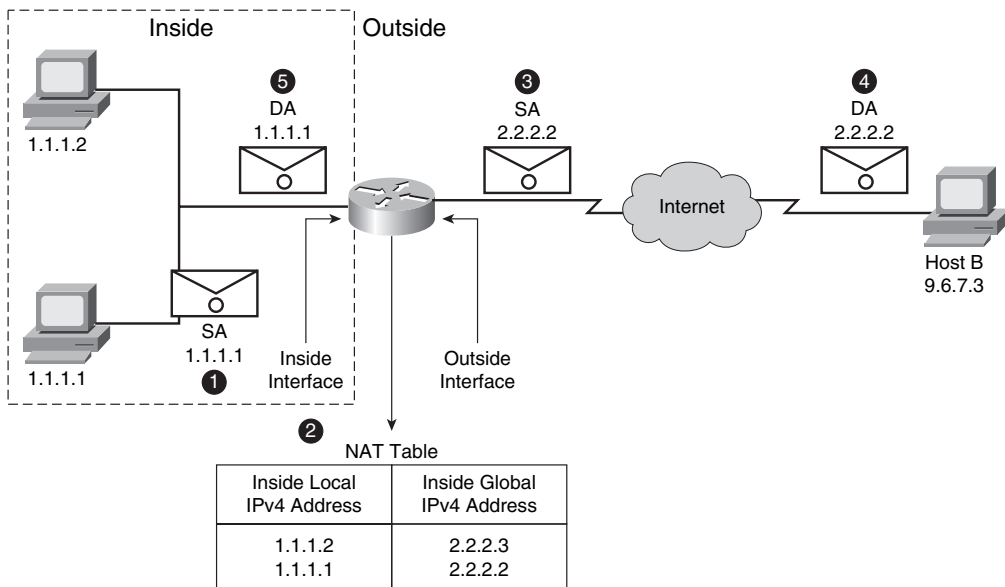 Inside
Outside
5
DA
1.1.1.1
3
SA
2.2.2.2
4
DA
2.2.2.2
1.1.1.2
Internet
Host B
9.6.7.3
SA
1.1.1.1
1
1.1.1.1
Inside
Interface
Outside
Interface
2
NAT Table
Inside Local
IPv4 Address
Inside Global
IPv4 Address
1.1.1.2
2.2.2.3
1.1.1.1
2.2.2.2